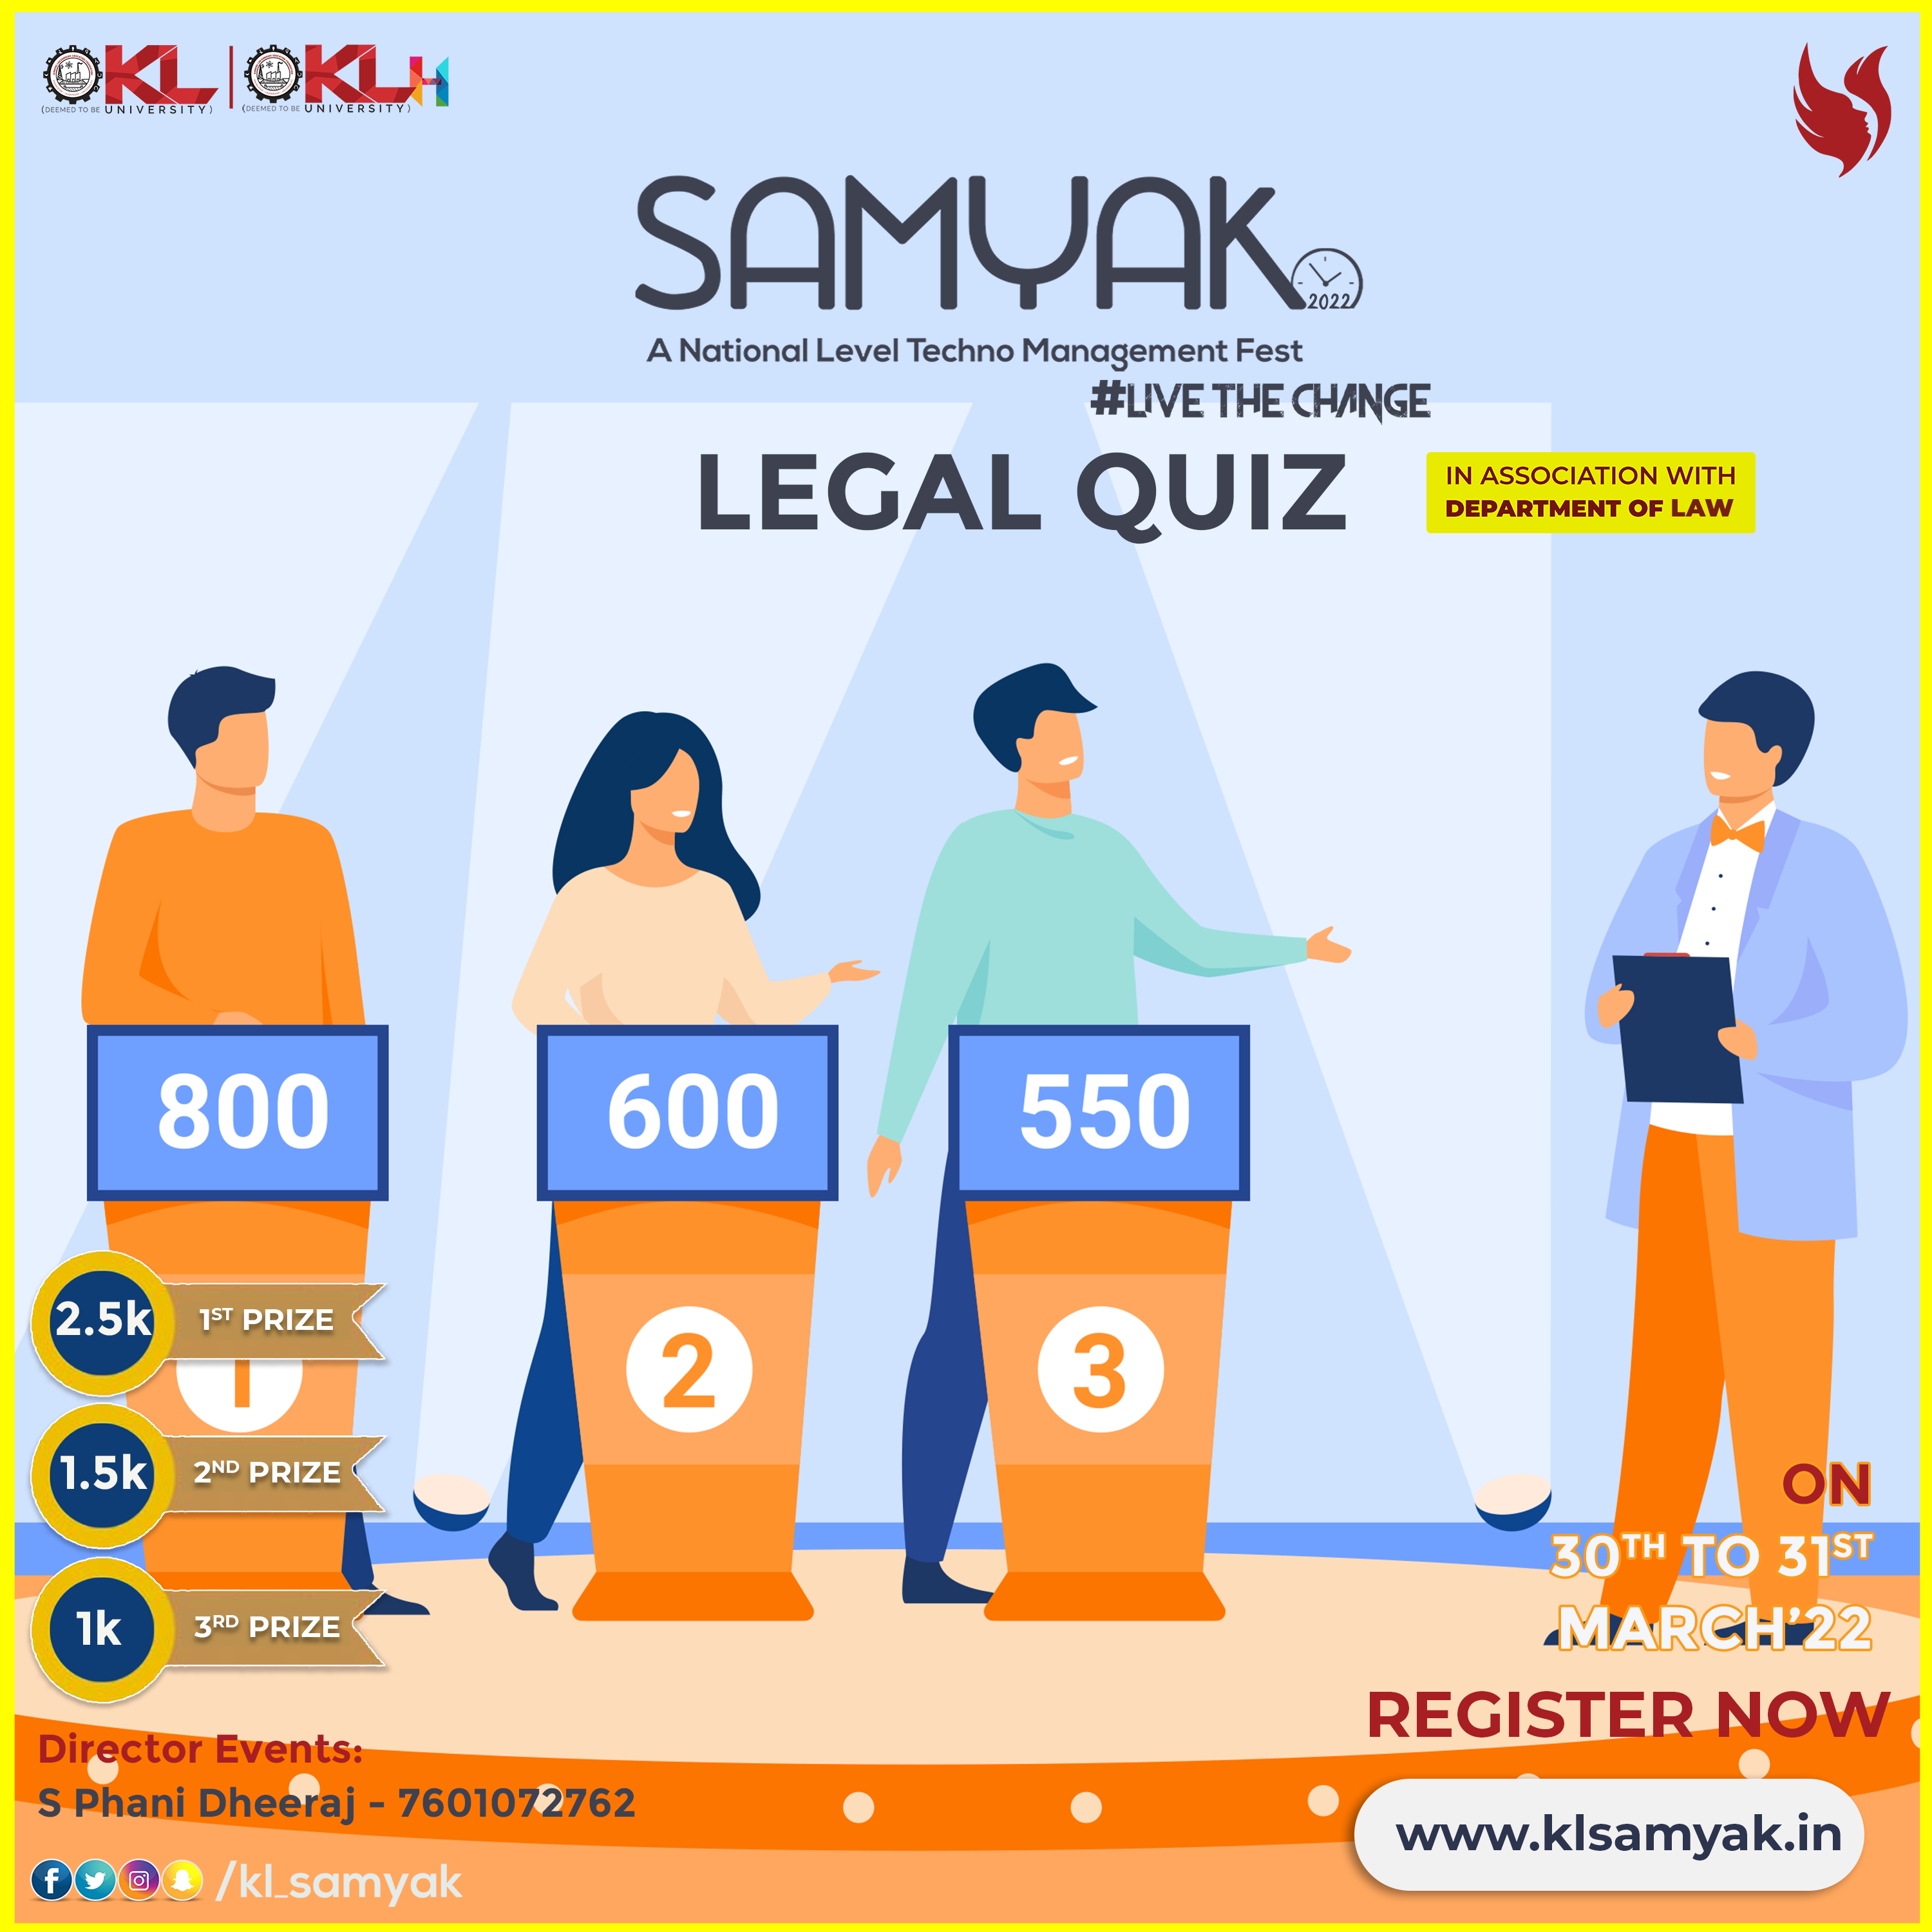 KL | KLH
(DEEMED TO BE UNIVERSITY) (DEEMED TO BE UNIVERSITY)
SAMYAK
2022
A National Level Techno Management Fest
#LIVE THE CHANGE
LEGAL QUIZ
IN ASSOCIATION WITH
DEPARTMENT OF LAW
800 600 550
1 2 3
2.5k 1ST PRIZE
1.5k 2ND PRIZE
1k 3RD PRIZE
ON
30TH TO 31ST
MARCH'22
REGISTER NOW
www.klsamyak.in
Director Events:
S Phani Dheeraj - 7601072762
/kl_samyak